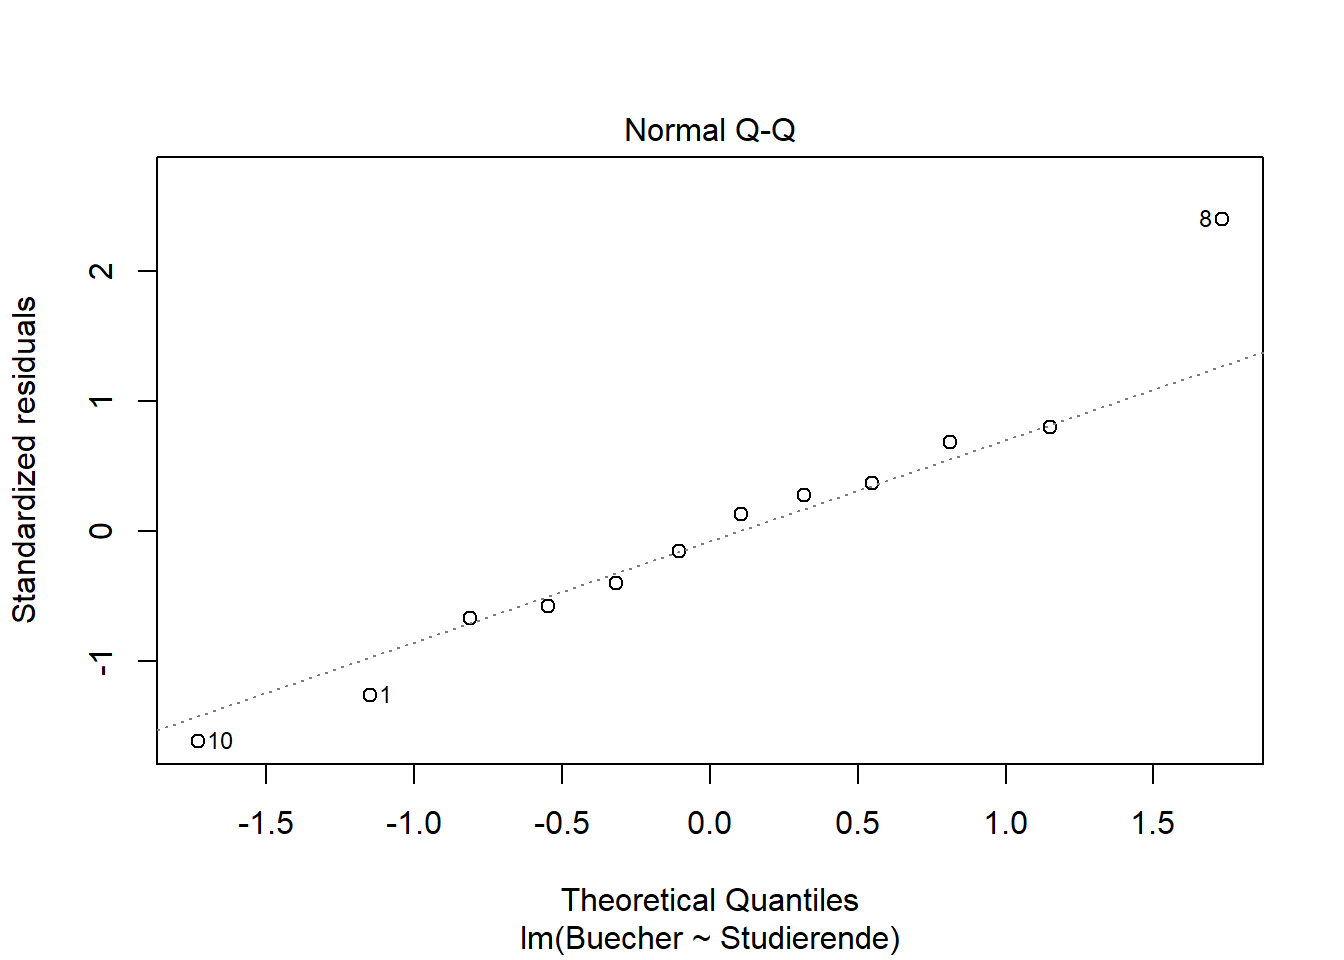 Normal Q-Q
Standardized residuals
2
1
0
-1
8
1
10
-1.5 -1.0 -0.5 0.0 0.5 1.0 1.5
Theoretical Quantiles
lm(Buecher ~ Studierende)